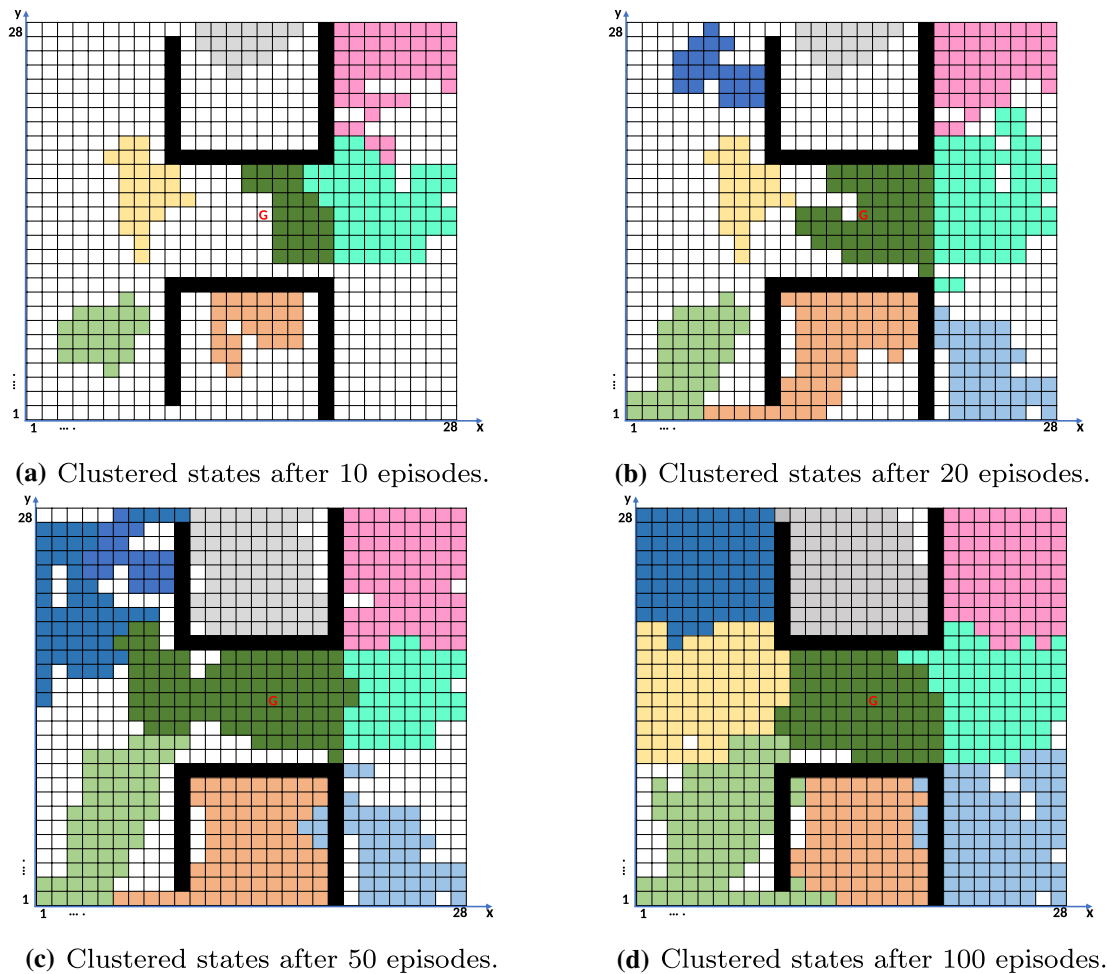 y
28
G
1
1
28
x
(a) Clustered states after 10 episodes.
y
28
G
1
1
28
x
(b) Clustered states after 20 episodes.
y
28
G
1
1
28
x
(c) Clustered states after 50 episodes.
y
28
G
1
1
28
x
(d) Clustered states after 100 episodes.